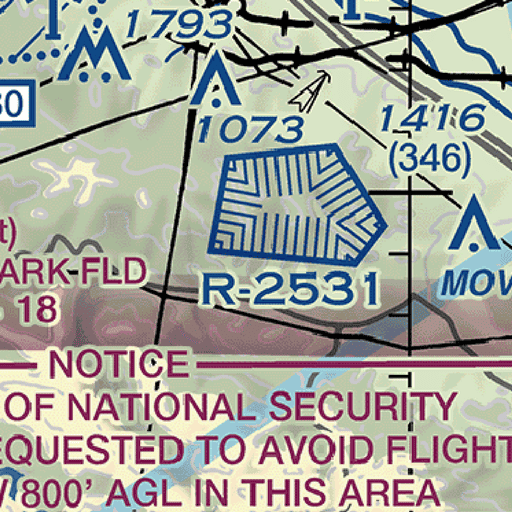 1793
60
1073
1416
(346)
t)
ARK FLD
18
R-2531
MOV
NOTICE
OF NATIONAL SECURITY
EQUESTED TO AVOID FLIGHT
W 800' AGL IN THIS AREA